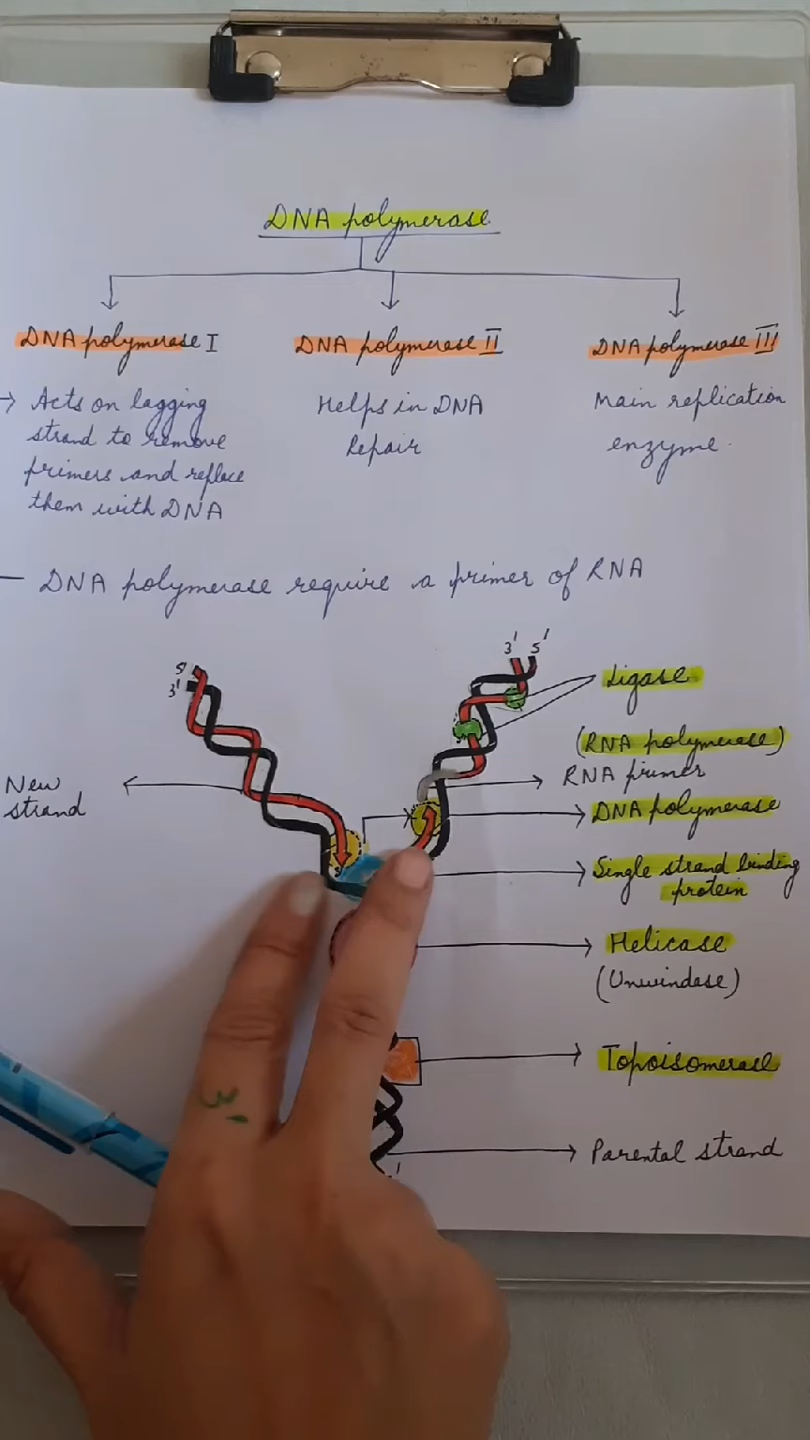 DNA polymerase
DNA polymerase I
DNA polymerase II
DNA polymerase III
→ Acts on lagging
strand to remove
primers and replace
them with DNA
Helps in DNA
Repair
Main replication
enzyme.
— DNA polymerase require a primer of RNA
5'
3'
3' 5'
Ligase
(RNA polymerase)
RNA primer
New
strand
DNA polymerase
Single strand binding
protein
Helicase
(Unwindase)
Topoisomerase
Parental strand